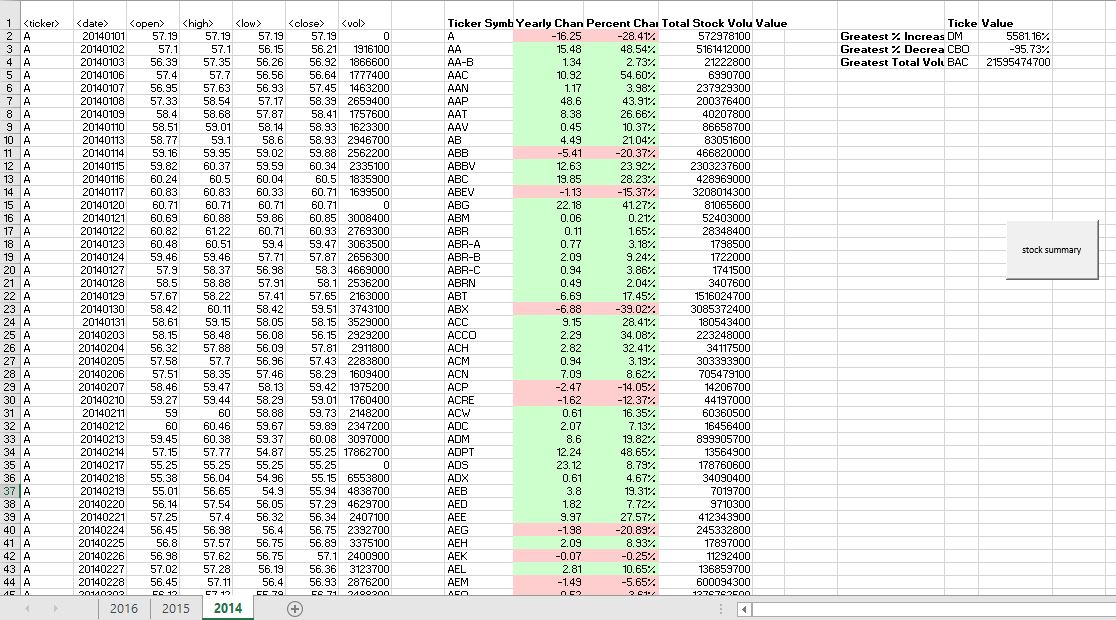 1 <ticker> <date> <open> <high> <low> <close> <vol> Ticker Symb Yearly Chan Percent Char Total Stock Volu Value Ticke Value
2 A 20140101 57.19 57.19 57.19 57.19 0 A -16.25 -28.41% 572978100 Greatest % Increas DM 5581.16%
3 A 20140102 57.1 57.1 56.15 56.21 1916100 AA 15.48 48.54% 5161412000 Greatest % Decrea CBO -95.73%
4 A 20140103 56.39 57.35 56.26 56.92 1866600 AA-B 1.34 2.73% 21222800 Greatest Total Volu BAC 21595474700
5 A 20140106 57.4 57.7 56.56 56.64 1777400 AAC 10.92 54.60% 6990700
6 A 20140107 56.95 57.63 56.93 57.45 1463200 AAN 1.17 3.98% 237929300
7 A 20140108 57.33 58.54 57.17 58.39 2659400 AAP 48.6 43.91% 200376400
8 A 20140109 58.4 58.68 57.87 58.41 1757600 AAT 8.38 26.66% 40207800
9 A 20140110 58.51 59.01 58.14 58.93 1623300 AAV 0.45 10.37% 86658700
10 A 20140113 58.77 59.1 58.6 58.93 2946700 AB 4.49 21.04% 83051600
11 A 20140114 59.16 59.95 59.02 59.88 2562200 ABB -5.41 -20.37% 466820000
12 A 20140115 59.82 60.37 59.59 60.34 2335100 ABBV 12.63 23.92% 2303237600
13 A 20140116 60.24 60.5 60.04 60.5 1835900 ABC 19.85 28.23% 428969000
14 A 20140117 60.83 60.83 60.33 60.71 1699500 ABEV -1.13 -15.37% 3208014300
15 A 20140120 60.71 60.71 60.71 60.71 0 ABG 22.18 41.27% 81065600
16 A 20140121 60.69 60.88 59.86 60.85 3008400 ABM 0.06 0.21% 52403000
17 A 20140122 60.82 61.22 60.71 60.93 2769300 ABR 0.11 1.65% 28348400
18 A 20140123 60.48 60.51 59.4 59.47 3063500 ABR-A 0.77 3.18% 1798500
19 A 20140124 59.46 59.46 57.71 57.87 2656300 ABR-B 2.09 9.24% 1722000 stock summary
20 A 20140127 57.9 58.37 56.98 58.3 4669000 ABR-C 0.94 3.86% 1741500
21 A 20140128 58.5 58.88 57.91 58.1 2536200 ABRN 0.49 2.04% 3407600
22 A 20140129 57.67 58.22 57.41 57.65 2163000 ABT 6.69 17.45% 1516024700
23 A 20140130 58.42 60.11 58.42 59.51 3743100 ABX -6.88 -39.02% 3085372400
24 A 20140131 58.61 59.15 58.05 58.15 3529000 ACC 9.15 28.41% 180543400
25 A 20140203 58.15 58.48 56.08 56.15 2929200 ACCO 2.29 34.08% 223248000
26 A 20140204 56.32 57.88 56.09 57.81 2911800 ACH 2.82 32.41% 34117500
27 A 20140205 57.58 57.7 56.96 57.43 2283800 ACM 0.94 3.19% 303393900
28 A 20140206 57.51 58.35 57.46 58.29 1609400 ACN 7.09 8.62% 705479100
29 A 20140207 58.46 59.47 58.13 59.42 1975200 ACP -2.47 -14.05% 14206700
30 A 20140210 59.27 59.44 58.29 59.01 1760400 ACRE -1.62 -12.37% 44197000
31 A 20140211 59 60 58.88 59.73 2148200 ACW 0.61 16.35% 60360500
32 A 20140212 60 60.46 59.67 59.89 2347200 ADC 2.07 7.13% 16456400
33 A 20140213 59.45 60.38 59.37 60.08 3097000 ADM 8.6 19.82% 899905700
34 A 20140214 57.15 57.77 54.87 55.25 17862700 ADPT 12.24 48.65% 13564900
35 A 20140217 55.25 55.25 55.25 55.25 0 ADS 23.12 8.79% 178760600
36 A 20140218 55.38 56.04 54.96 55.15 6553800 ADX 0.61 4.67% 34090400
37 A 20140219 55.01 56.65 54.9 55.94 4838700 AEB 3.8 19.31% 7019700
38 A 20140220 56.14 57.54 56.05 57.29 4629700 AED 1.82 7.72% 9710300
39 A 20140221 57.25 57.4 56.32 56.34 2407100 AEE 9.97 27.57% 412343900
40 A 20140224 56.45 56.98 56.4 56.75 2392700 AEG -1.98 -20.89% 245332800
41 A 20140225 56.8 57.57 56.75 56.89 3375100 AEH 2.09 8.93% 17897000
42 A 20140226 56.98 57.62 56.75 57.1 2400900 AEK -0.07 -0.25% 11292400
43 A 20140227 57.02 57.28 56.19 56.36 3123700 AEL 2.81 10.65% 136859700
44 A 20140228 56.45 57.11 56.4 56.93 2876200 AEM -1.49 -5.65% 600094300
2016 2015 2014